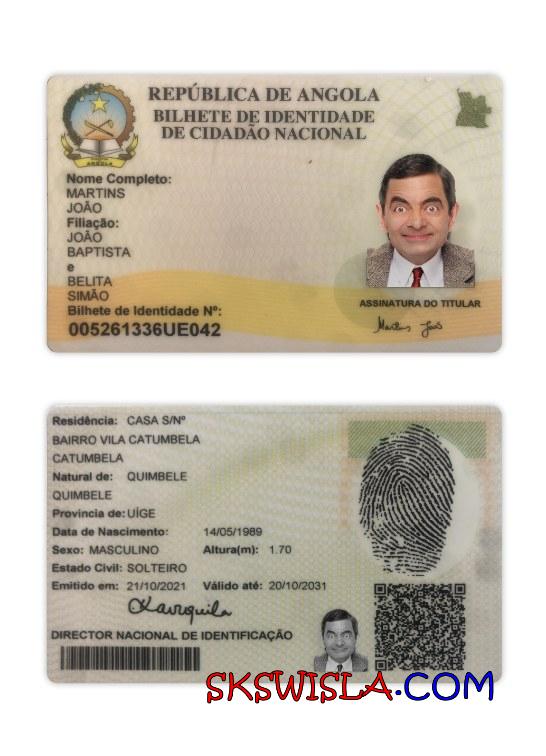 REPÚBLICA DE ANGOLA
BILHETE DE IDENTIDADE
DE CIDADÃO NACIONAL
ANGOLA
Nome Completo:
MARTINS
JOÃO
Filiação:
JOÃO
BAPTISTA
e
BELITA
SIMÃO
Bilhete de Identidade Nº:
005261336UE042
ASSINATURA DO TITULAR
Martins João
Residência: CASA S/Nº
BAIRRO VILA CATUMBELA
CATUMBELA
Natural de: QUIMBELE
QUIMBELE
Provincia de: UÍGE
Data de Nascimento: 14/05/1989
Sexo: MASCULINO Altura(m): 1.70
Estado Civil: SOLTEIRO
Emitido em: 21/10/2021 Válido até: 20/10/2031
DIRECTOR NACIONAL DE IDENTIFICAÇÃO
SKSWISLA.COM